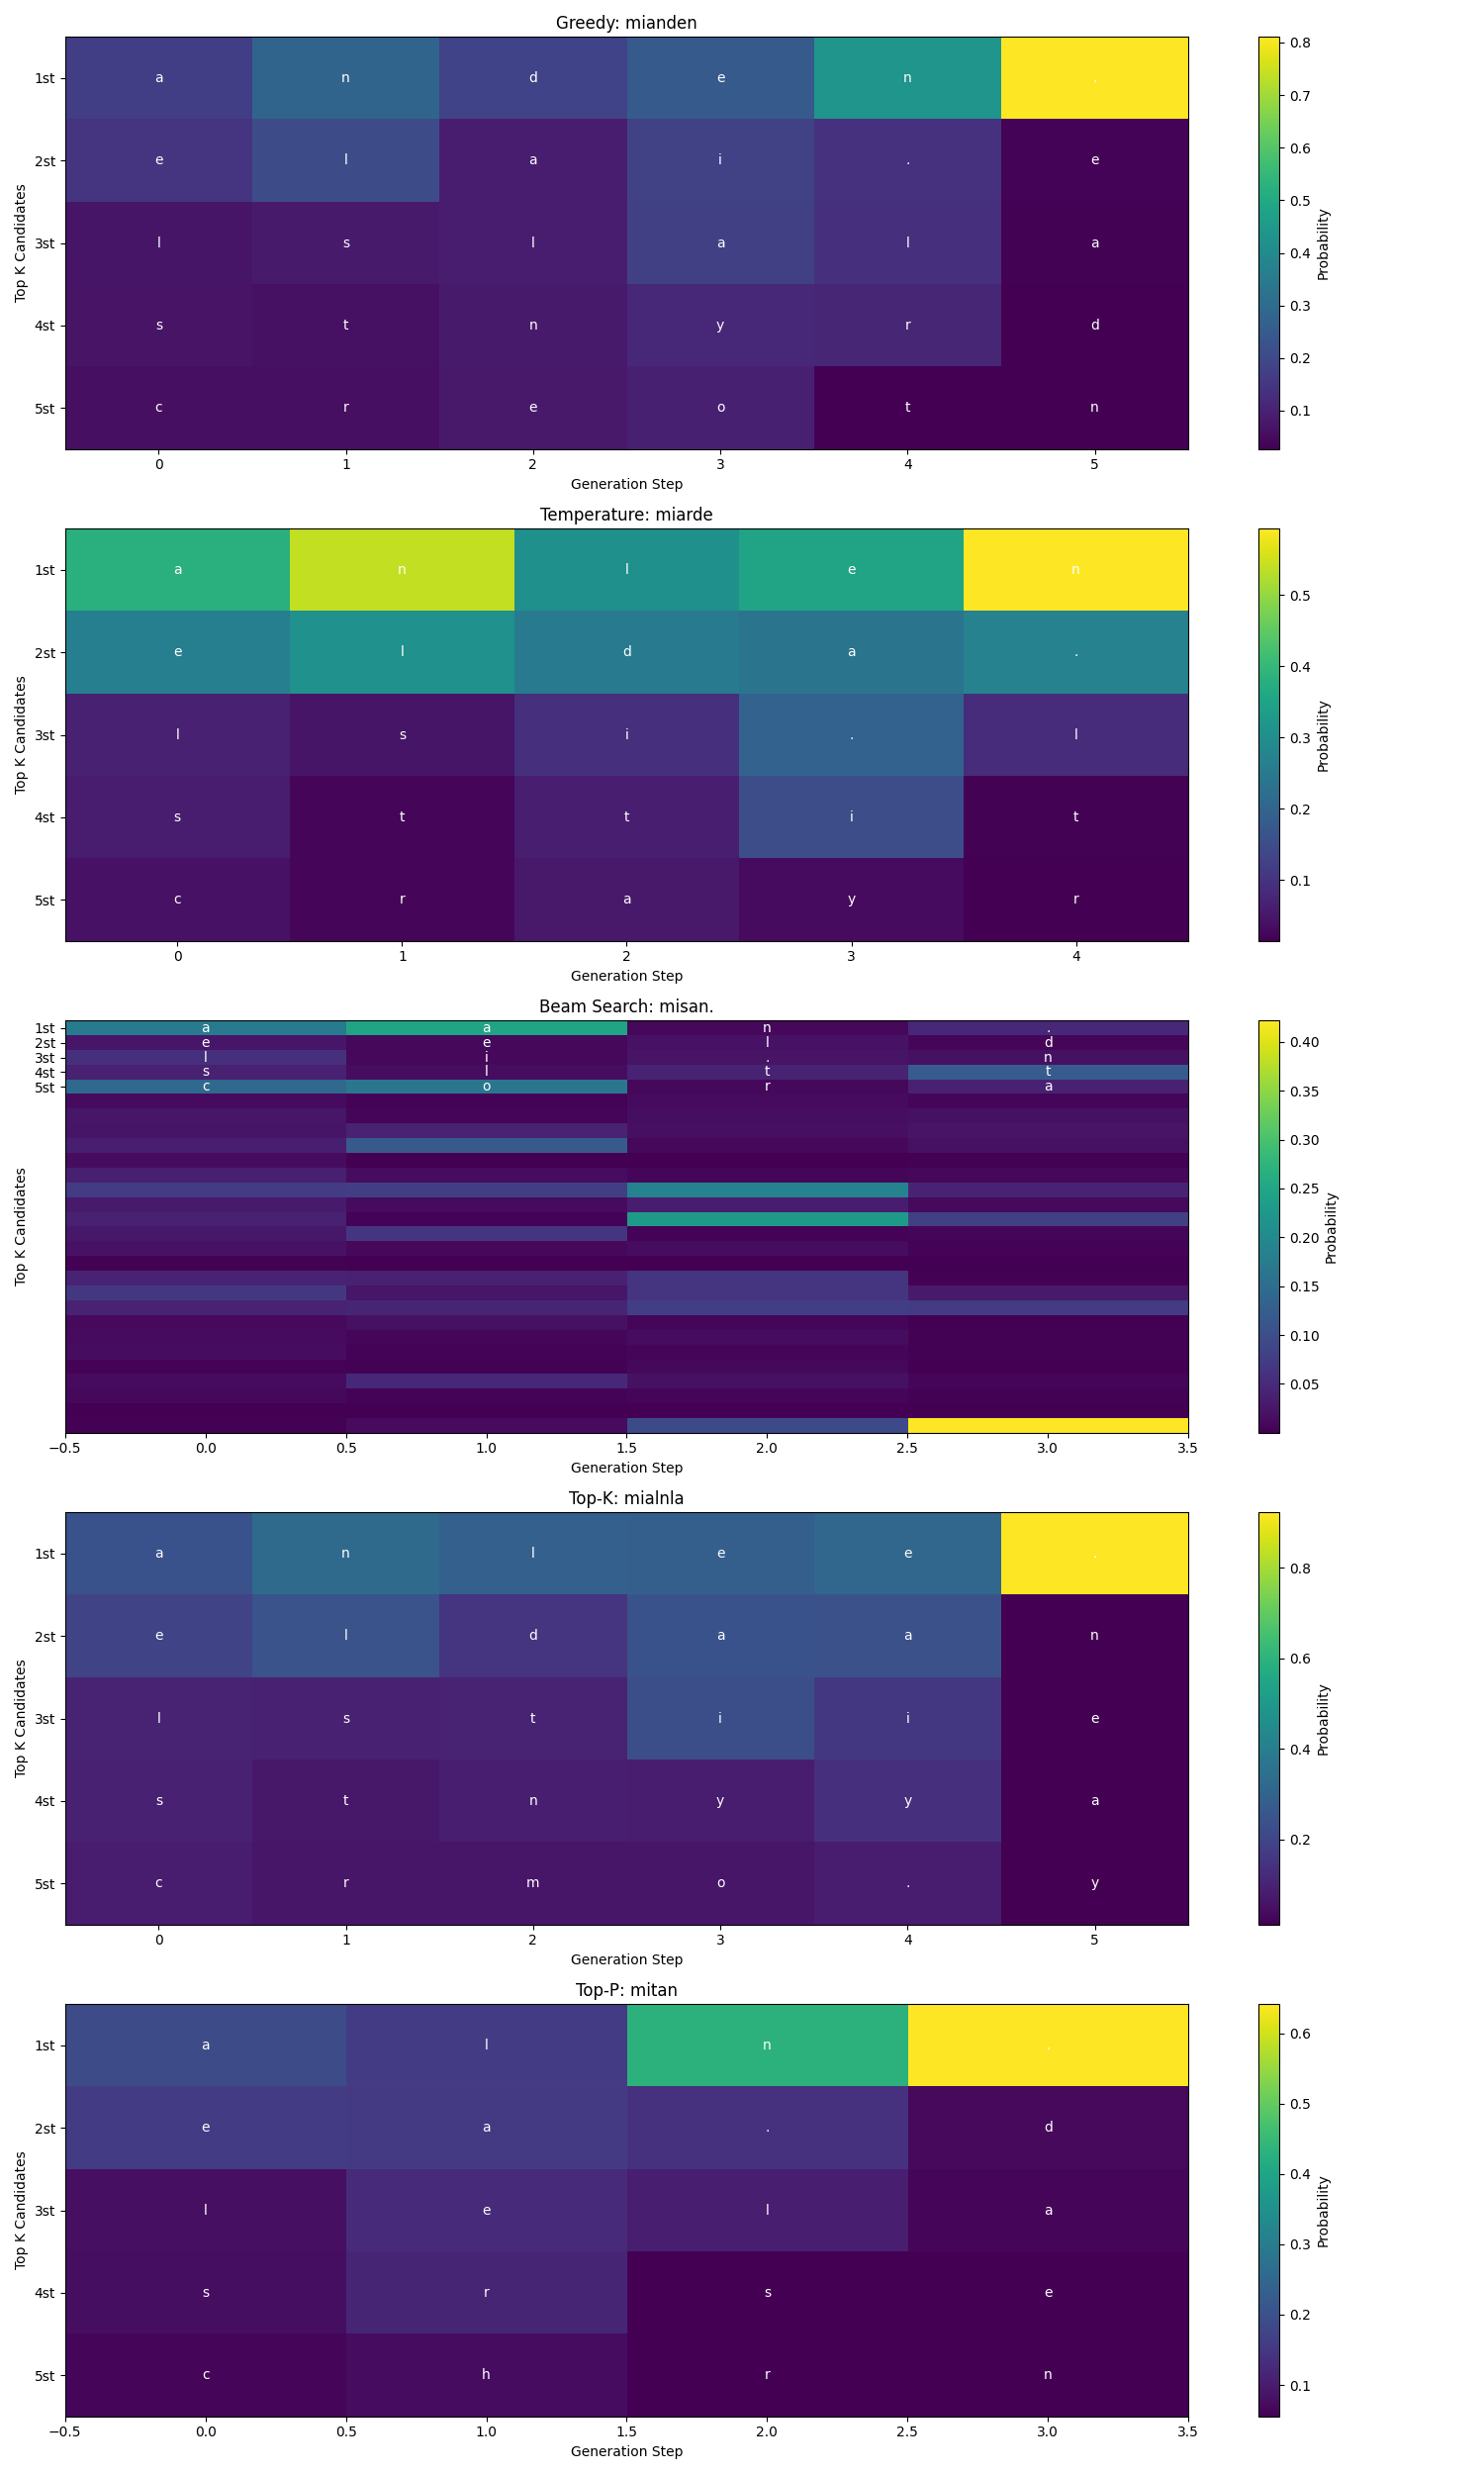 Greedy: mianden
1st a n d e n .
2st e l a i . e
3st l s l a l a
4st s t n y r d
5st c r e o t n
0 1 2 3 4 5
Generation Step
Top K Candidates
0.8
0.7
0.6
0.5
0.4
0.3
0.2
0.1
Probability
Temperature: miarde
1st a n l e n
2st e l d a .
3st l s i . l
4st s t t i t
5st c r a y r
0 1 2 3 4
Generation Step
Top K Candidates
0.5
0.4
0.3
0.2
0.1
Probability
Beam Search: misan.
1st a a n .
2st e e l d
3st l i . n
4st s l t t
5st c o r a
−0.5 0.0 0.5 1.0 1.5 2.0 2.5 3.0 3.5
Generation Step
Top K Candidates
0.40
0.35
0.30
0.25
0.20
0.15
0.10
0.05
Probability
Top-K: mialnla
1st a n l e e .
2st e l d a a n
3st l s t i i e
4st s t n y y a
5st c r m o . y
0 1 2 3 4 5
Generation Step
Top K Candidates
0.8
0.6
0.4
0.2
Probability
Top-P: mitan
1st a l n .
2st e a . d
3st l e l a
4st s r s e
5st c h r n
−0.5 0.0 0.5 1.0 1.5 2.0 2.5 3.0 3.5
Generation Step
Top K Candidates
0.6
0.5
0.4
0.3
0.2
0.1
Probability